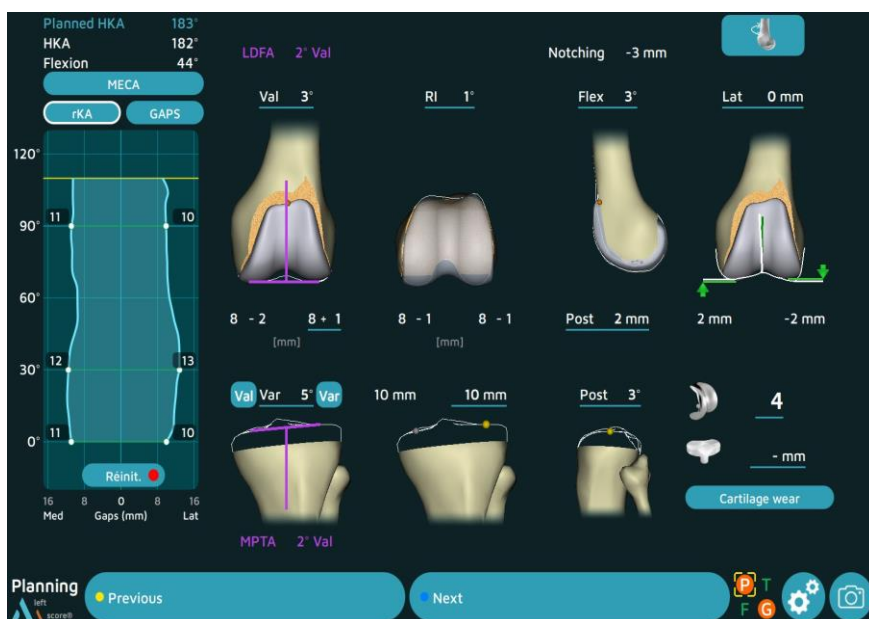 Planned HKA 183°
HKA 182°
Flexion 44°
MECA
rKA GAPS
LDFA 2° Val
Notching -3 mm
Val 3°
RI 1°
Flex 3°
Lat 0 mm
120°
11 90° 10
60°
12 30° 13
11 0° 10
Réinit.
16 8 0 8 16
Med Gaps (mm) Lat
8 - 2 8 + 1
[mm]
8 - 1 8 - 1
[mm]
Post 2 mm
2 mm -2 mm
Val Var 5° Var
10 mm 10 mm
Post 3°
4
- mm
Cartilage wear
MPTA 2° Val
Planning
left
score®
Previous
Next
P T
F G